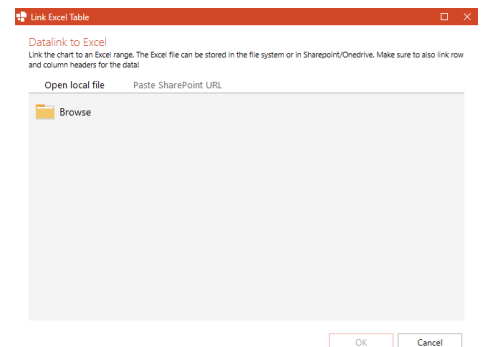 Link Excel Table
Datalink to Excel
Link the chart to an Excel range. The Excel file can be stored in the file system or in Sharepoint/Onedrive. Make sure to also link row
and column headers for the data!
Open local file Paste SharePoint URL
Browse
OK Cancel